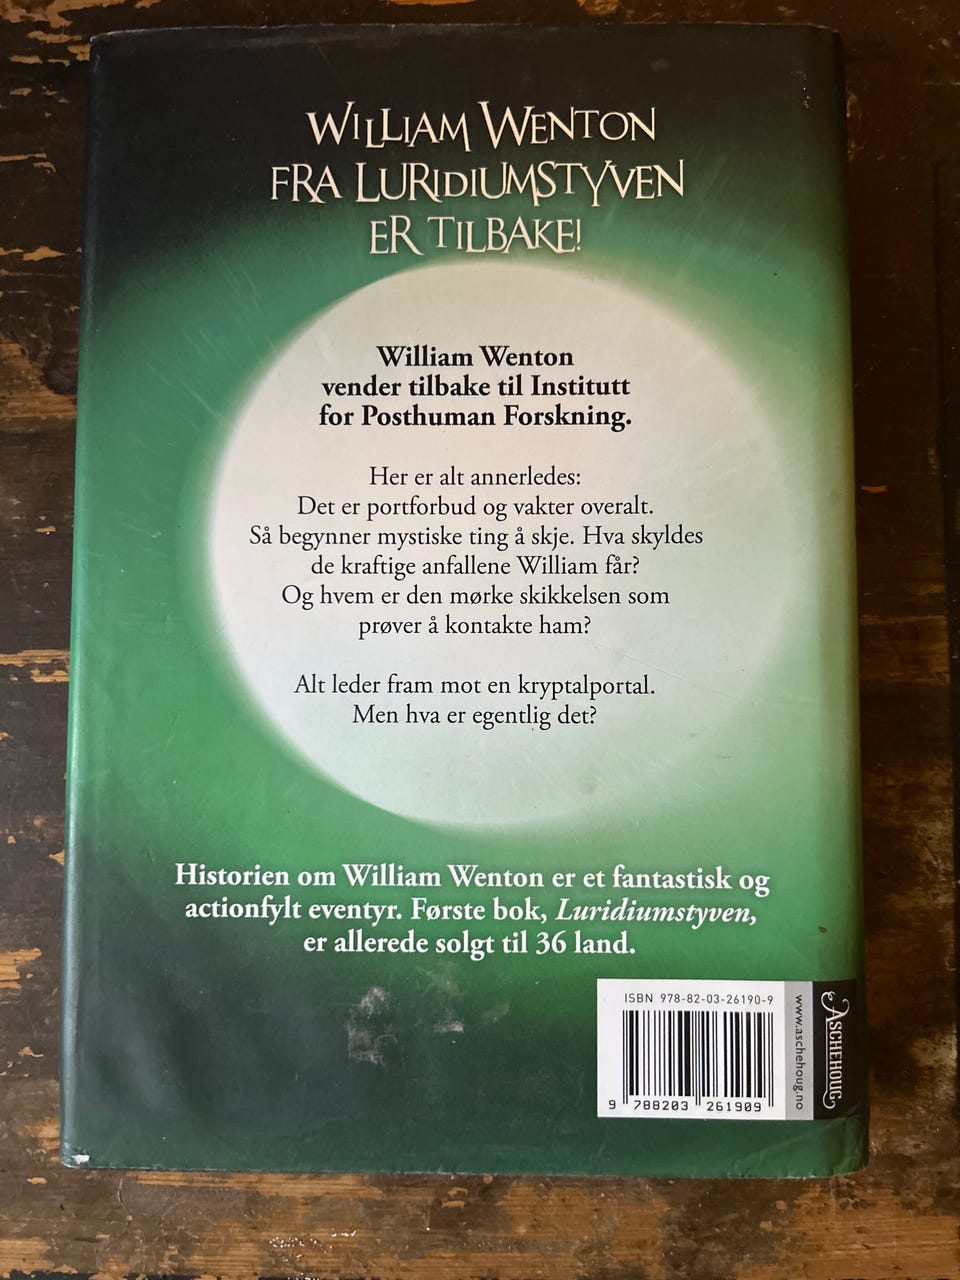 WILLIAM WENTON
FRA LURIDIUMSTYVEN
ER TILBAKE!
William Wenton
vender tilbake til Institutt
for Posthuman Forskning.
Her er alt annerledes:
Det er portforbud og vakter overalt.
Så begynner mystiske ting å skje. Hva skyldes
de kraftige anfallene William får?
Og hvem er den mørke skikkelsen som
prøver å kontakte ham?
Alt leder fram mot en kryptalportal.
Men hva er egentlig det?
Historien om William Wenton er et fantastisk og
actionfylt eventyr. Første bok, Luridiumstyven,
er allerede solgt til 36 land.
ISBN 978-82-03-26190-9
9 788203 261909
www.aschehoug.no
ASCHEHOUG